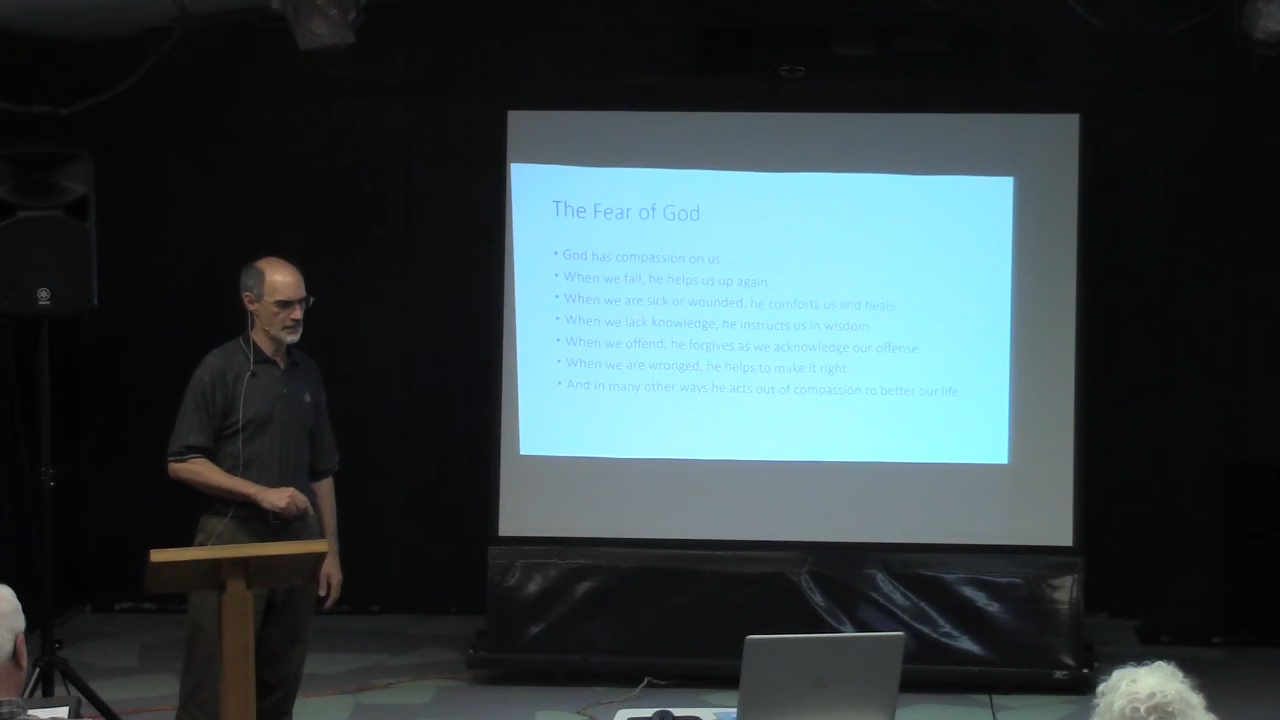 The Fear of God
• God has compassion on us ..
• When we fall, he helps us up again
• When we are sick or wounded, he comforts us and heals
• When we lack knowledge, he instructs us in wisdom
• When we offend, he forgives as we acknowledge our offense
• When we are wronged, he helps to make it right
• And in many other ways he acts out of compassion to better our life